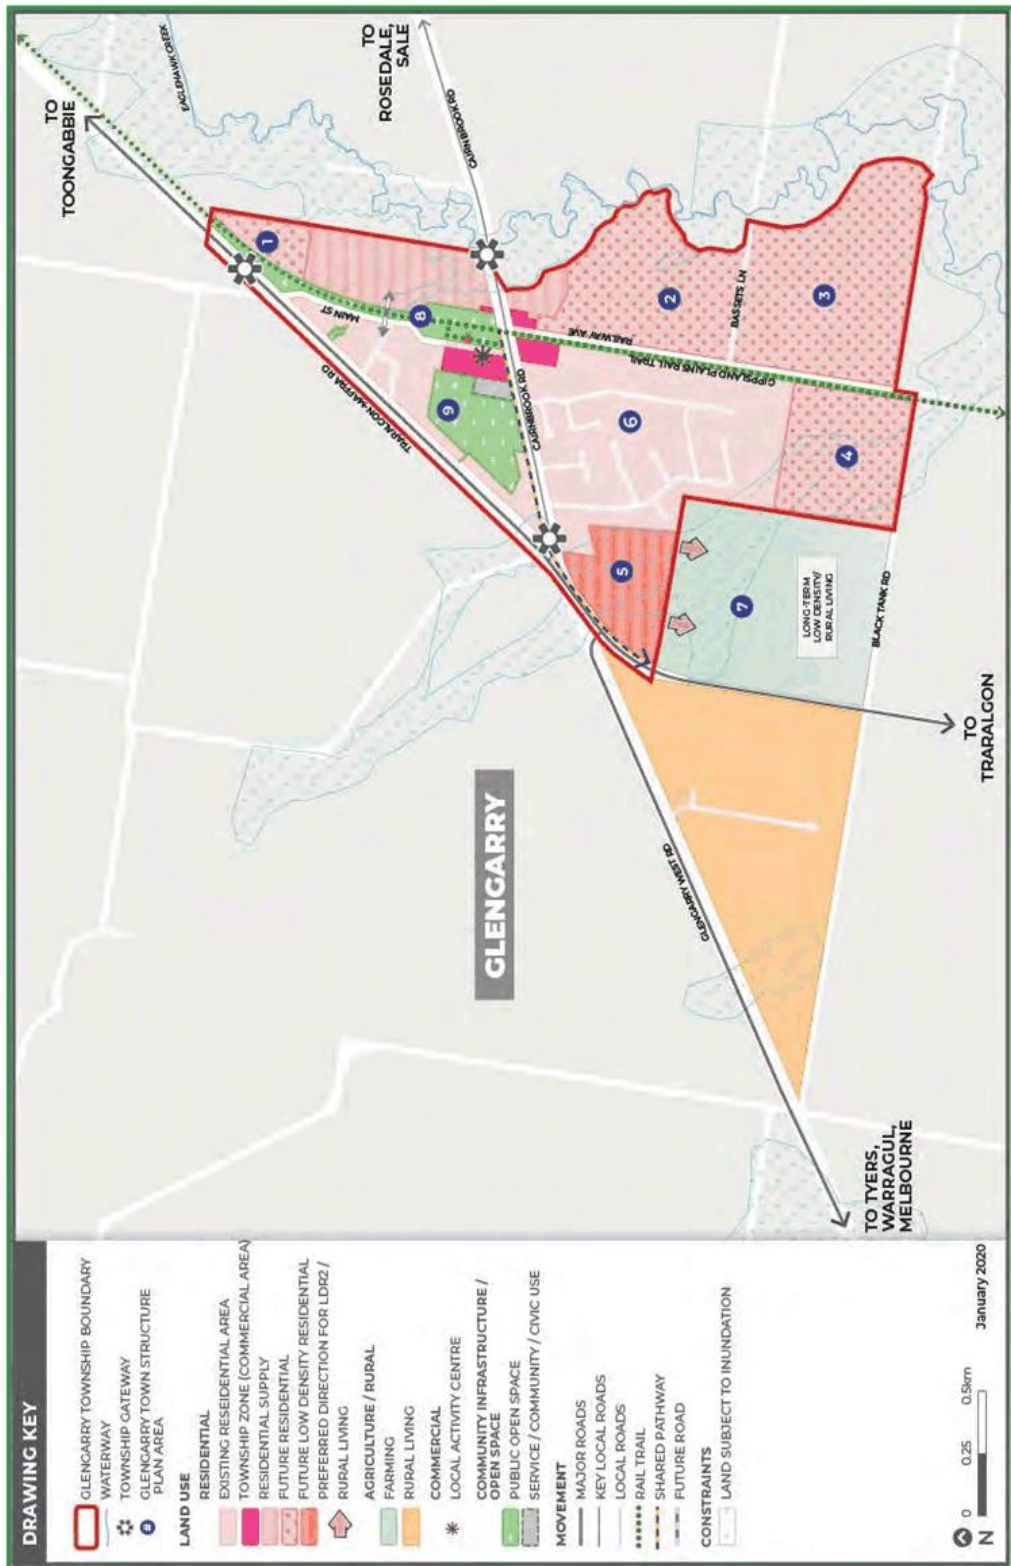 DRAWING KEY
GLENGARRY TOWNSHIP BOUNDARY
WATERWAY
TOWNSHIP GATEWAY
# GLENGARRY TOWN STRUCTURE
PLAN AREA
LAND USE
RESIDENTIAL
EXISTING RESEIDENTIAL AREA
TOWNSHIP ZONE (COMMERCIAL AREA)
RESIDENTIAL SUPPLY
FUTURE RESIDENTIAL
FUTURE LOW DENSITY RESIDENTIAL
PREFERRED DIRECTION FOR LDR2 /
RURAL LIVING
AGRICULTURE / RURAL
FARMING
RURAL LIVING
COMMERCIAL
LOCAL ACTIVITY CENTRE
COMMUNITY INFRASTRUCTURE /
OPEN SPACE
PUBLIC OPEN SPACE
SERVICE / COMMUNITY / CIVIC USE
MOVEMENT
MAJOR ROADS
KEY LOCAL ROADS
LOCAL ROADS
RAIL TRAIL
SHARED PATHWAY
FUTURE ROAD
CONSTRAINTS
LAND SUBJECT TO INUNDATION
N
0 0.25 0.5km
January 2020
GLENGARRY
TO
TOONGABBIE
EAGLEHAWK CREEK
TO
ROSEDALE,
SALE
CAIRNBROOK RD
1
MAIN ST
8
TRARALGON-MAFFRA RD
9
CAIRNBROOK RD
RAILWAY AVE
2
BASSETS LN
3
GIPPSLAND PLAINS RAIL TRAIL
6
4
5
7
LONG-TERM
LOW DENSITY/
RURAL LIVING
BLACK TANK RD
GLENGARRY WEST RD
TO
TRARALGON
TO TYERS,
WARRAGUL,
MELBOURNE